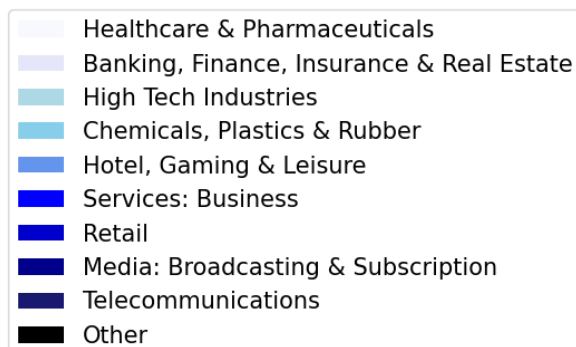 Healthcare & Pharmaceuticals
Banking, Finance, Insurance & Real Estate
High Tech Industries
Chemicals, Plastics & Rubber
Hotel, Gaming & Leisure
Services: Business
Retail
Media: Broadcasting & Subscription
Telecommunications
Other